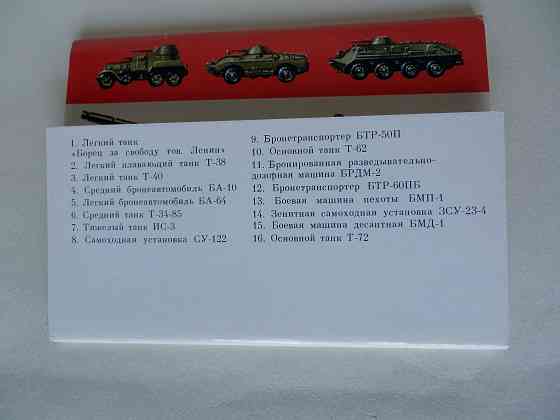 1. Легкий танк
«Борец за свободу тов. Ленин»
2. Легкий плавающий танк Т-38
3. Легкий танк Т-40
4. Средний бронеавтомобиль БА-10
5. Легкий бронеавтомобиль БА-64
6. Средний танк Т-34-85
7. Тяжелый танк ИС-3
8. Самоходная установка СУ-122
9. Бронетранспортер БТР-50П
10. Основной танк Т-62
11. Бронированная разведывательно-
дозорная машина БРДМ-2
12. Бронетранспортер БТР-60ПБ
13. Боевая машина пехоты БМП-1
14. Зенитная самоходная установка ЗСУ-23-4
15. Боевая машина десантная БМД-1
16. Основной танк Т-72